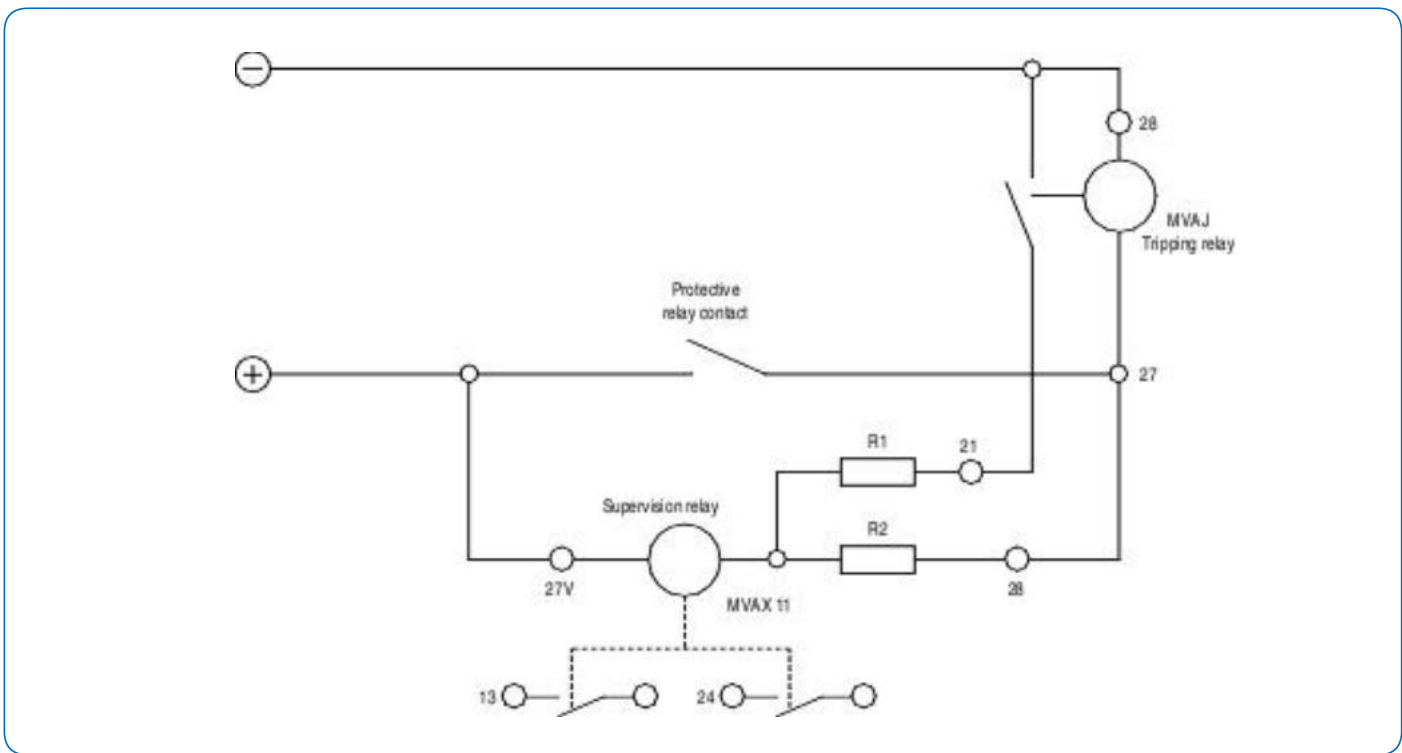 −
28
MVAJ
Tripping relay
Protective
relay contact
+
27
R1
21
Supervision relay
R2
27V
28
MVAX 11
13
24